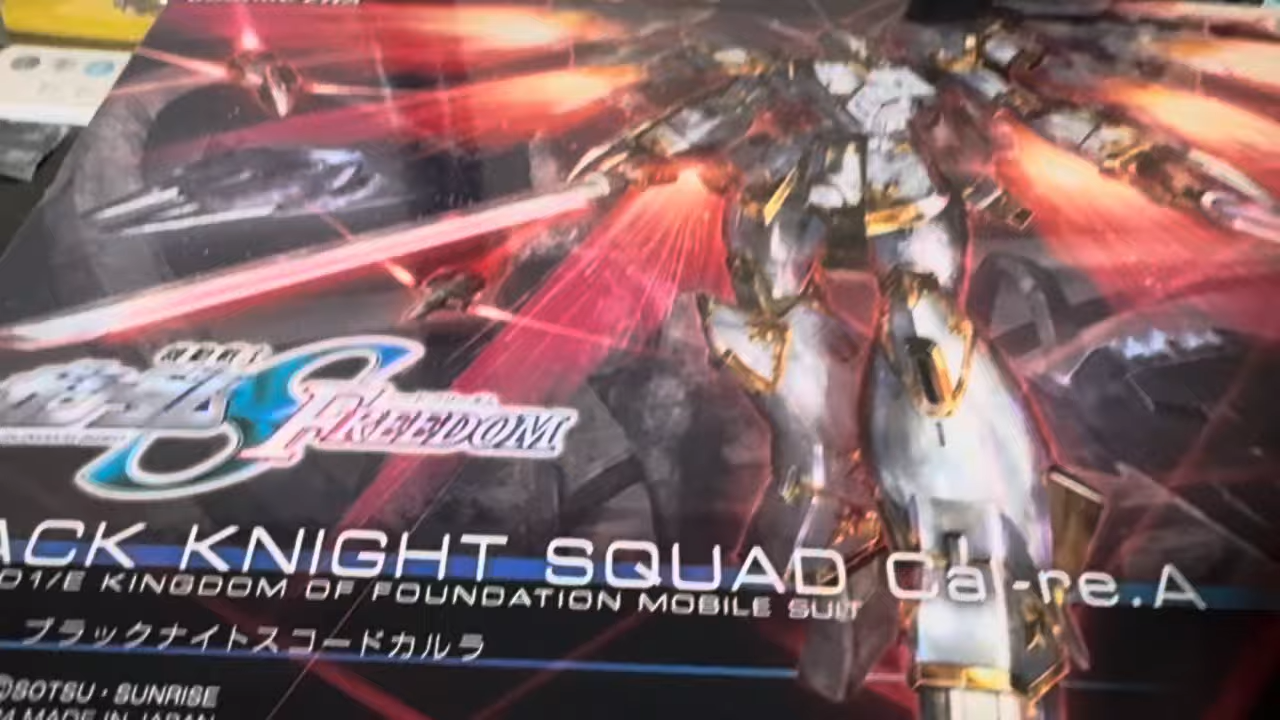 FREEDOM
ACK KNIGHT SQUAD Cal-re.A
01/E KINGDOM OF FOUNDATION MOBILE SUIT
ブラックナイトスコードカルラ
©SOTSU・SUNRISE
MADE IN JAPAN